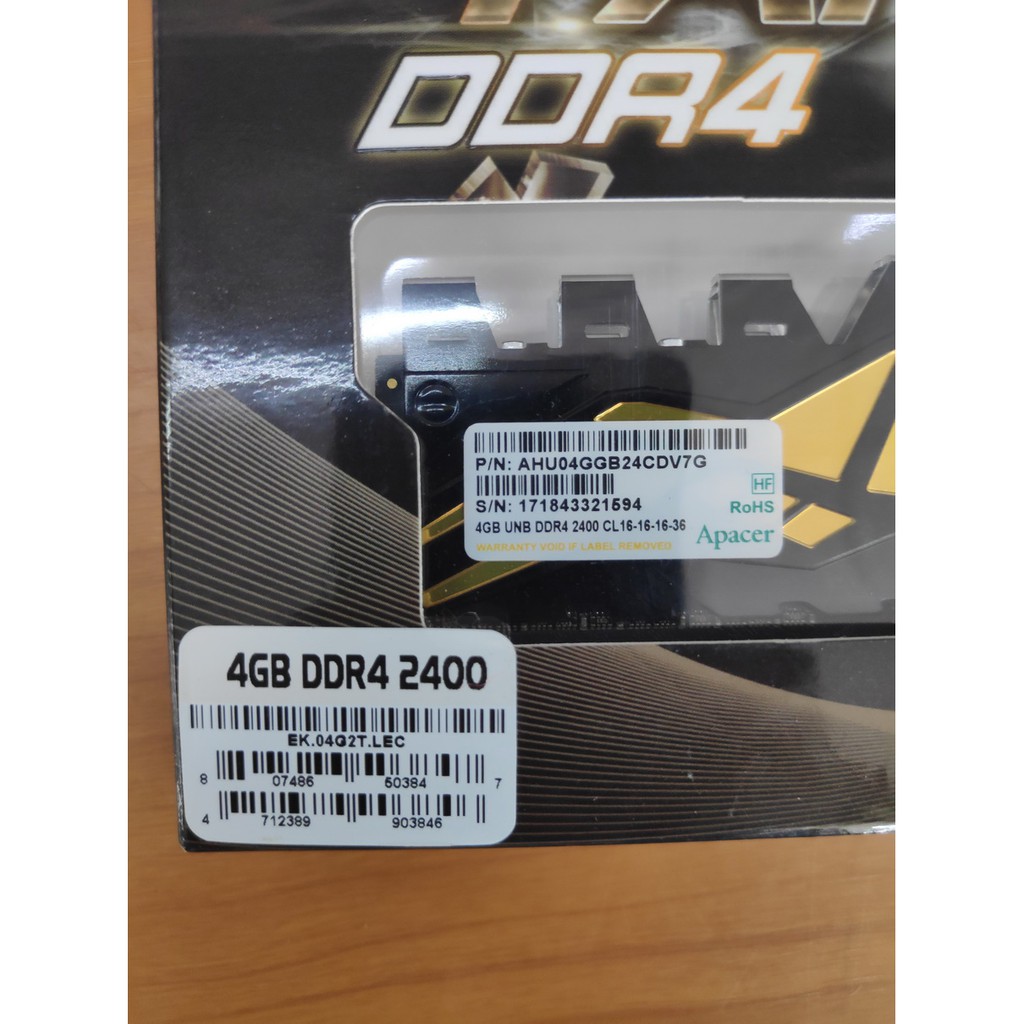 DDR4
P/N: AHU04GGB24CDV7G
HF
S/N: 171843321594
RoHS
4GB UNB DDR4 2400 CL16-16-16-36
Apacer
WARRANTY VOID IF LABEL REMOVED
4GB DDR4 2400
EK.04G2T.LEC
8 07486 50384 7
4 712389 903846